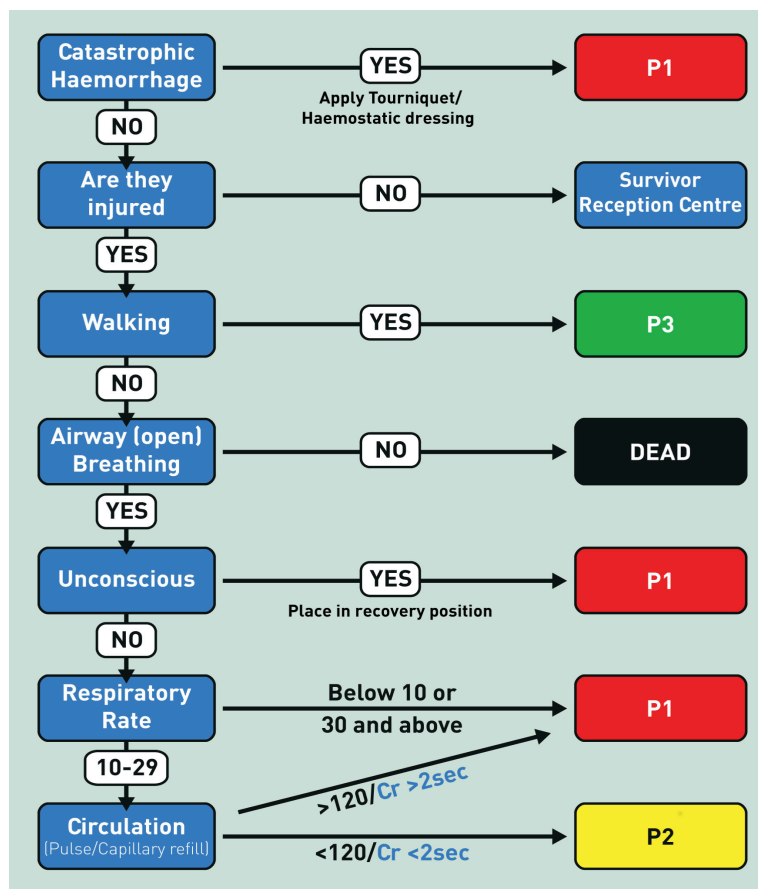 Catastrophic
Haemorrhage
YES
Apply Tourniquet/
Haemostatic dressing
P1
NO
Are they
injured
NO
Survivor
Reception Centre
YES
Walking
YES
P3
NO
Airway (open)
Breathing
NO
DEAD
YES
Unconscious
YES
Place in recovery position
P1
NO
Respiratory
Rate
Below 10 or
30 and above
P1
10-29
>120/Cr >2sec
Circulation
(Pulse/Capillary refill)
<120/Cr <2sec
P2